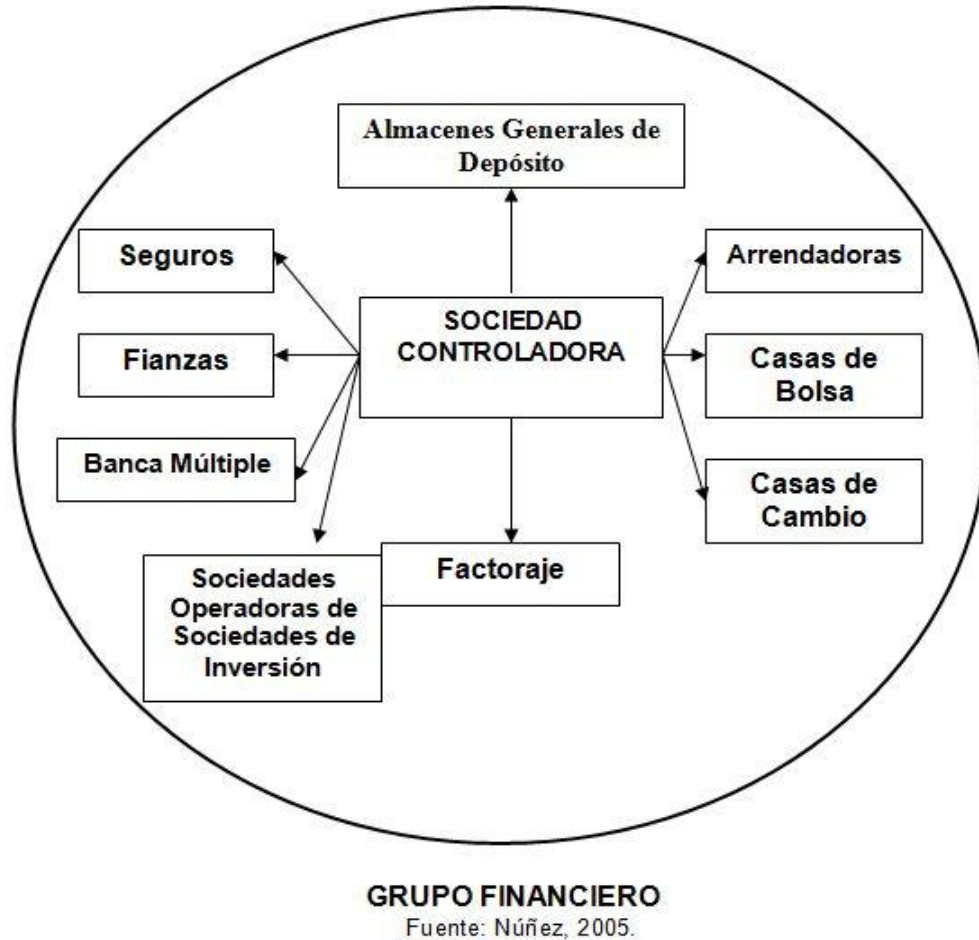 Almacenes Generales de
Depósito
Seguros
Arrendadoras
SOCIEDAD
CONTROLADORA
Fianzas
Casas de
Bolsa
Banca Múltiple
Casas de
Cambio
Factoraje
Sociedades
Operadoras de
Sociedades de
Inversión
GRUPO FINANCIERO
Fuente: Núñez, 2005.